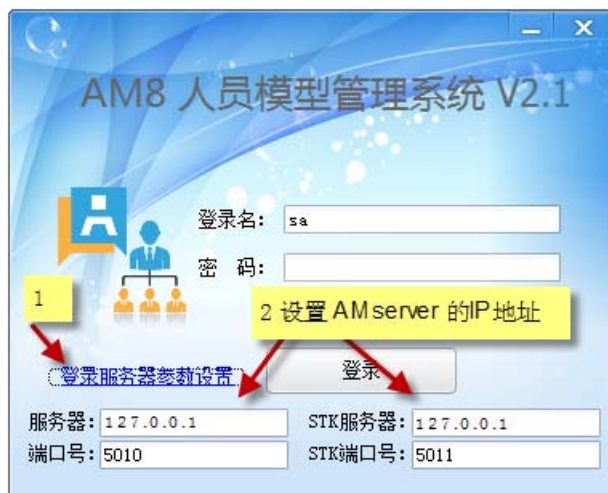 AM8 人员模型管理系统 V2.1
登录名: sa
密 码:
1
2 设置 AMserver 的IP地址
登录服务器参数设置
登录
服务器: 127.0.0.1 STK服务器: 127.0.0.1
端口号: 5010 STK端口号: 5011